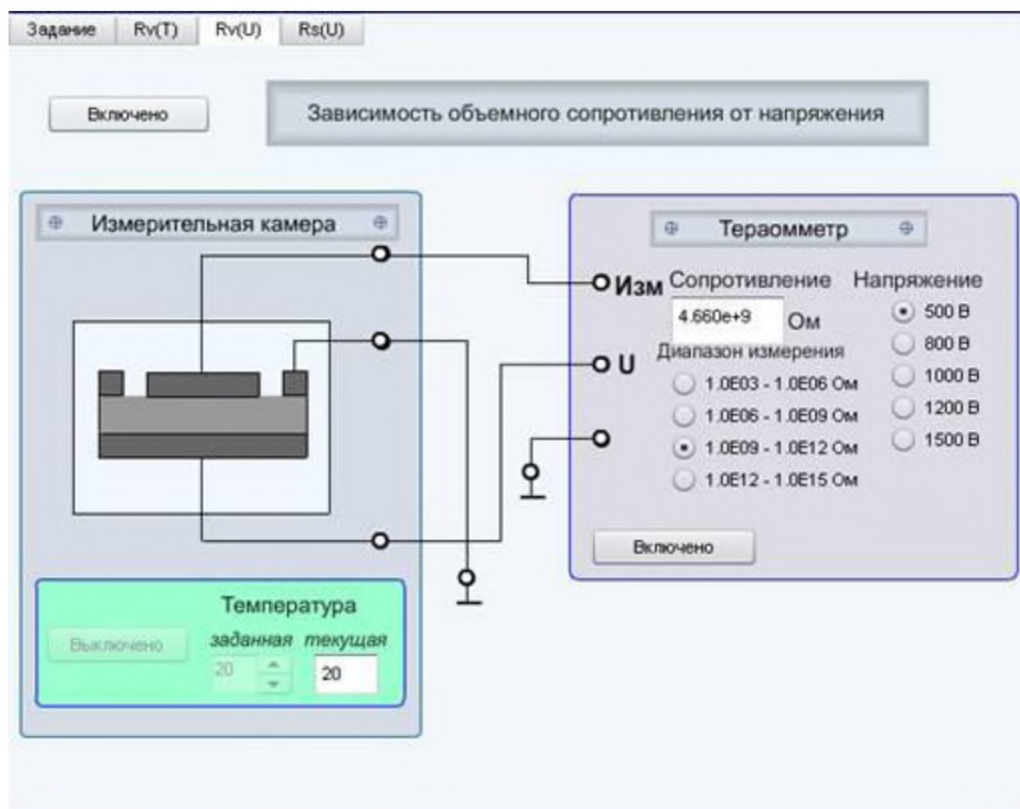 Задание Rv(T) Rv(U) Rs(U)
Включено
Зависимость объемного сопротивления от напряжения
Измерительная камера
Температура
Выключено
заданная текущая
20 20
Тераомметр
Изм
U
Сопротивление
4.660e+9 Ом
Диапазон измерения
1.0E03 - 1.0E06 Ом
1.0E06 - 1.0E09 Ом
1.0E09 - 1.0E12 Ом
1.0E12 - 1.0E15 Ом
Напряжение
500 В
800 В
1000 В
1200 В
1500 В
Включено